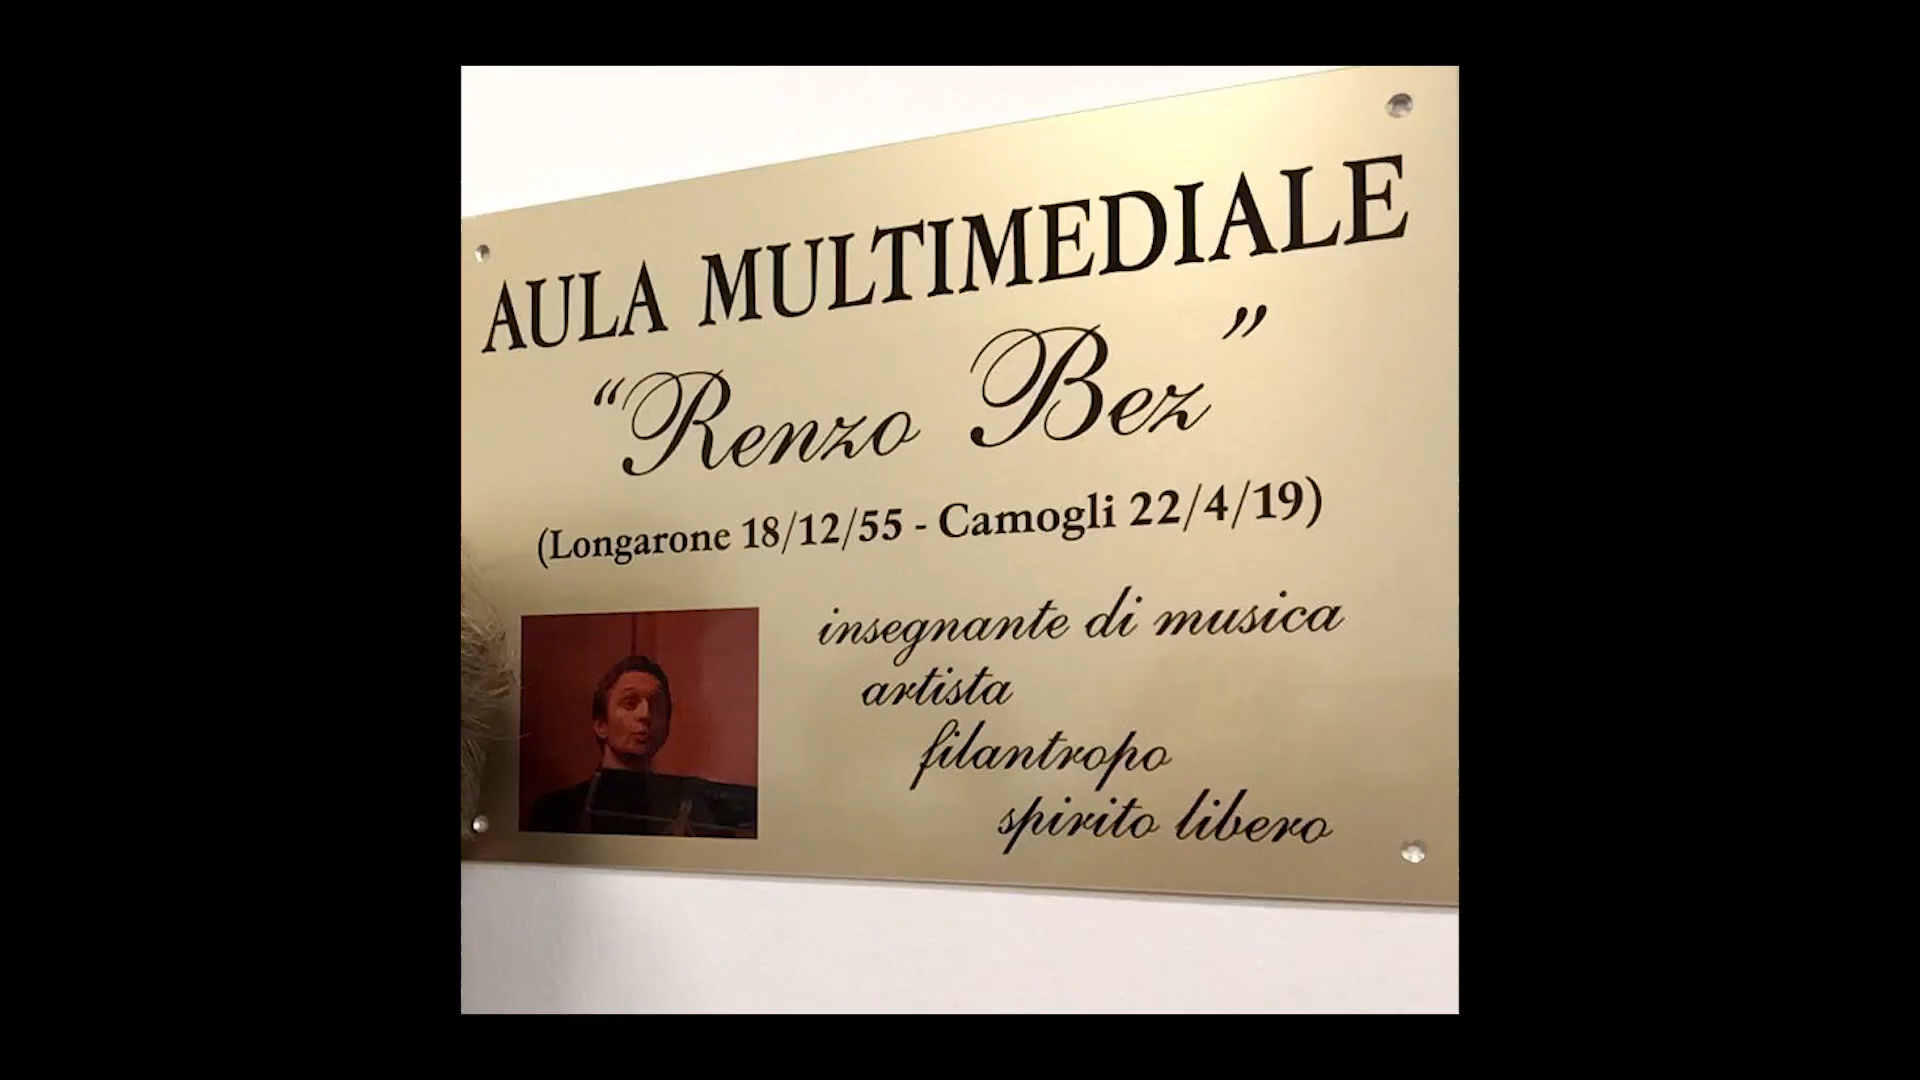 AULA MULTIMEDIALE
“Renzo Bez”
(Longarone 18/12/55 - Camogli 22/4/19)
insegnante di musica
artista
filantropo
spirito libero